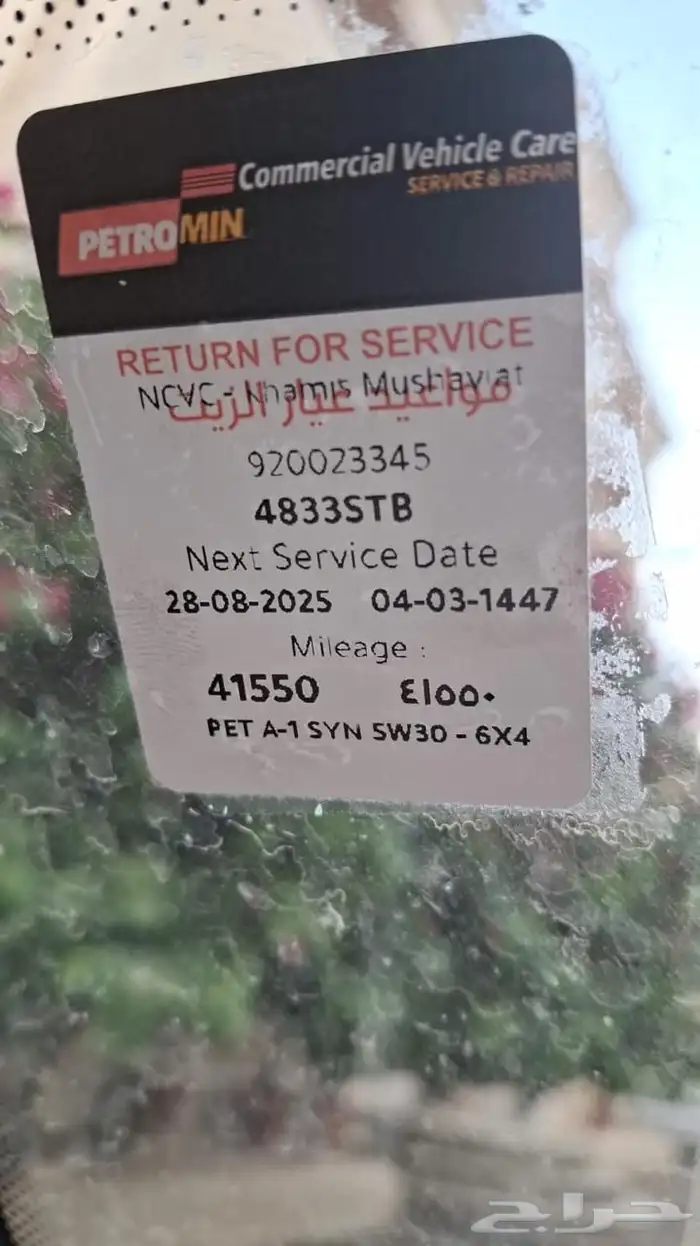 Commercial Vehicle Care
SERVICE & REPAIR
PETROMIN
RETURN FOR SERVICE
مواعيد غيار الزيت
NCVC - Khamis Mushayiat
920023345
4833STB
Next Service Date
28-08-2025 04-03-1447
Mileage :
41550 ٤١٥٥٠
PET A-1 SYN 5W30 - 6X4
حراج